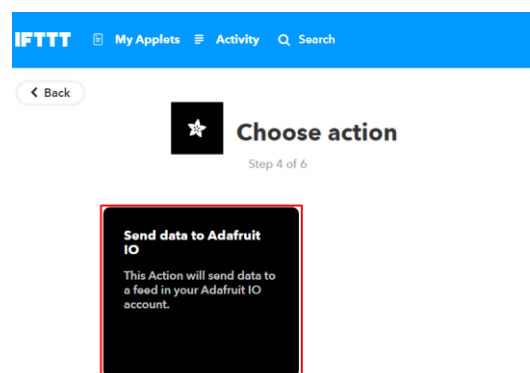 IFTTT My Applets Activity Search
Back
Choose action
Step 4 of 6
Send data to Adafruit
IO
This Action will send data to
a feed in your Adafruit IO
account.